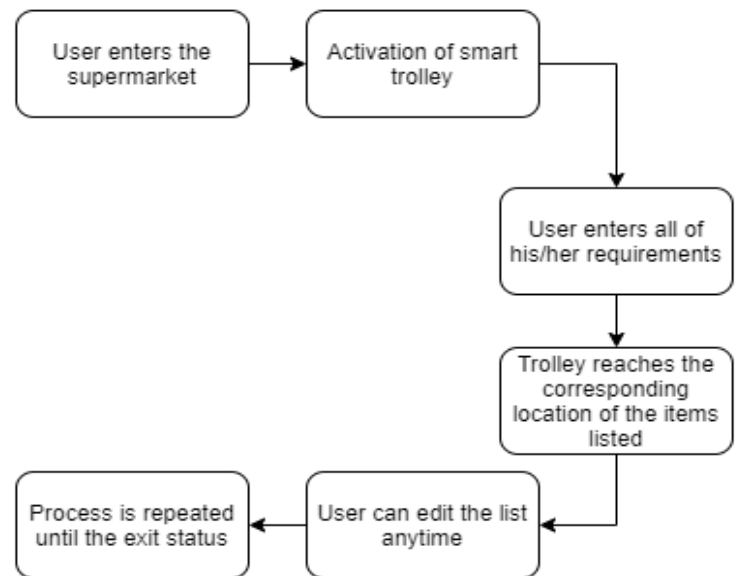 User enters the
supermarket
Activation of smart
trolley
User enters all of
his/her requirements
Trolley reaches the
corresponding
location of the items
listed
User can edit the list
anytime
Process is repeated
until the exit status